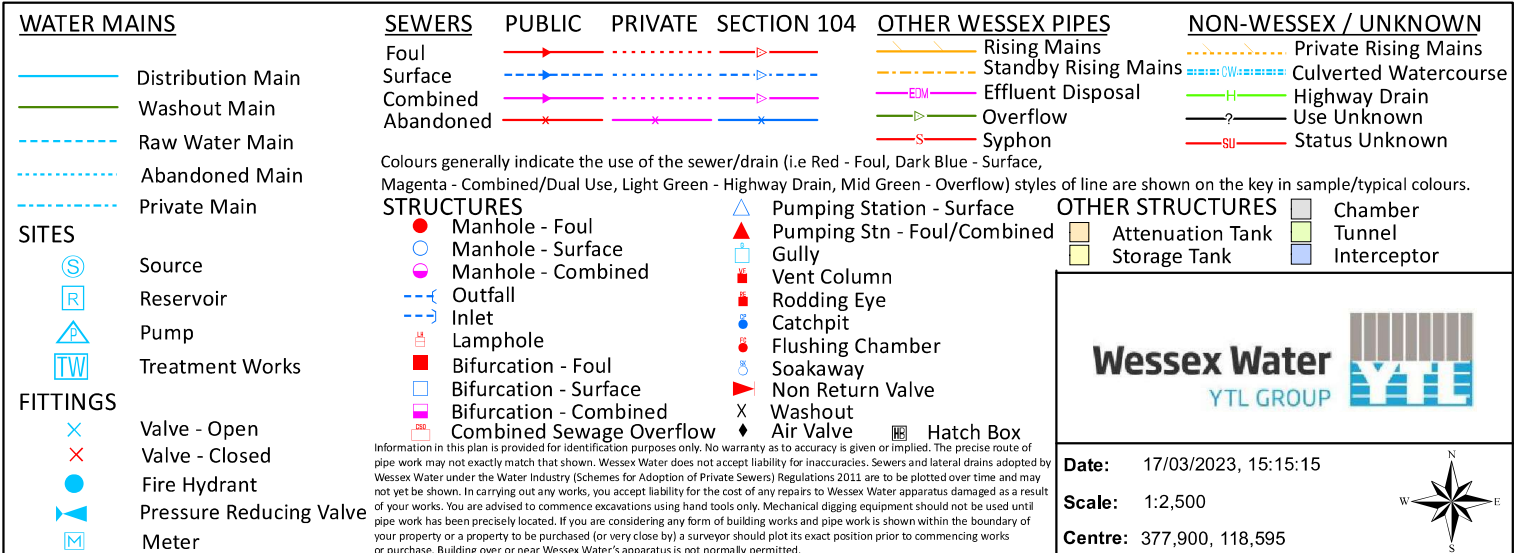 WATER MAINS
Distribution Main
Washout Main
Raw Water Main
Abandoned Main
Private Main
SITES
S Source
R Reservoir
P Pump
TW Treatment Works
FITTINGS
Valve - Open
Valve - Closed
Fire Hydrant
Pressure Reducing Valve
M Meter
SEWERS PUBLIC PRIVATE SECTION 104
Foul
Surface
Combined
Abandoned
OTHER WESSEX PIPES
Rising Mains
Standby Rising Mains
EDM Effluent Disposal
Overflow
S Syphon
NON-WESSEX / UNKNOWN
Private Rising Mains
CW Culverted Watercourse
H Highway Drain
? Use Unknown
SU Status Unknown
Colours generally indicate the use of the sewer/drain (i.e Red - Foul, Dark Blue - Surface,
Magenta - Combined/Dual Use, Light Green - Highway Drain, Mid Green - Overflow) styles of line are shown on the key in sample/typical colours.
STRUCTURES
Manhole - Foul
Manhole - Surface
Manhole - Combined
Outfall
Inlet
Lamphole
Bifurcation - Foul
Bifurcation - Surface
Bifurcation - Combined
CSO Combined Sewage Overflow
Pumping Station - Surface
Pumping Stn - Foul/Combined
Gully
Vent Column
Rodding Eye
Catchpit
Flushing Chamber
Soakaway
Non Return Valve
Washout
Air Valve
HB Hatch Box
OTHER STRUCTURES
Attenuation Tank
Storage Tank
Chamber
Tunnel
Interceptor
Information in this plan is provided for identification purposes only. No warranty as to accuracy is given or implied. The precise route of
pipe work may not exactly match that shown. Wessex Water does not accept liability for inaccuracies. Sewers and lateral drains adopted by
Wessex Water under the Water Industry (Schemes for Adoption of Private Sewers) Regulations 2011 are to be plotted over time and may
not yet be shown. In carrying out any works, you accept liability for the cost of any repairs to Wessex Water apparatus damaged as a result
of your works. You are advised to commence excavations using hand tools only. Mechanical digging equipment should not be used until
pipe work has been precisely located. If you are considering any form of building works and pipe work is shown within the boundary of
your property or a property to be purchased (or very close by) a surveyor should plot its exact position prior to commencing works
or purchase. Building over or near Wessex Water's apparatus is not normally permitted.
Wessex Water
YTL GROUP
YTL
Date: 17/03/2023, 15:15:15
Scale: 1:2,500
Centre: 377,900, 118,595
N
W E
S